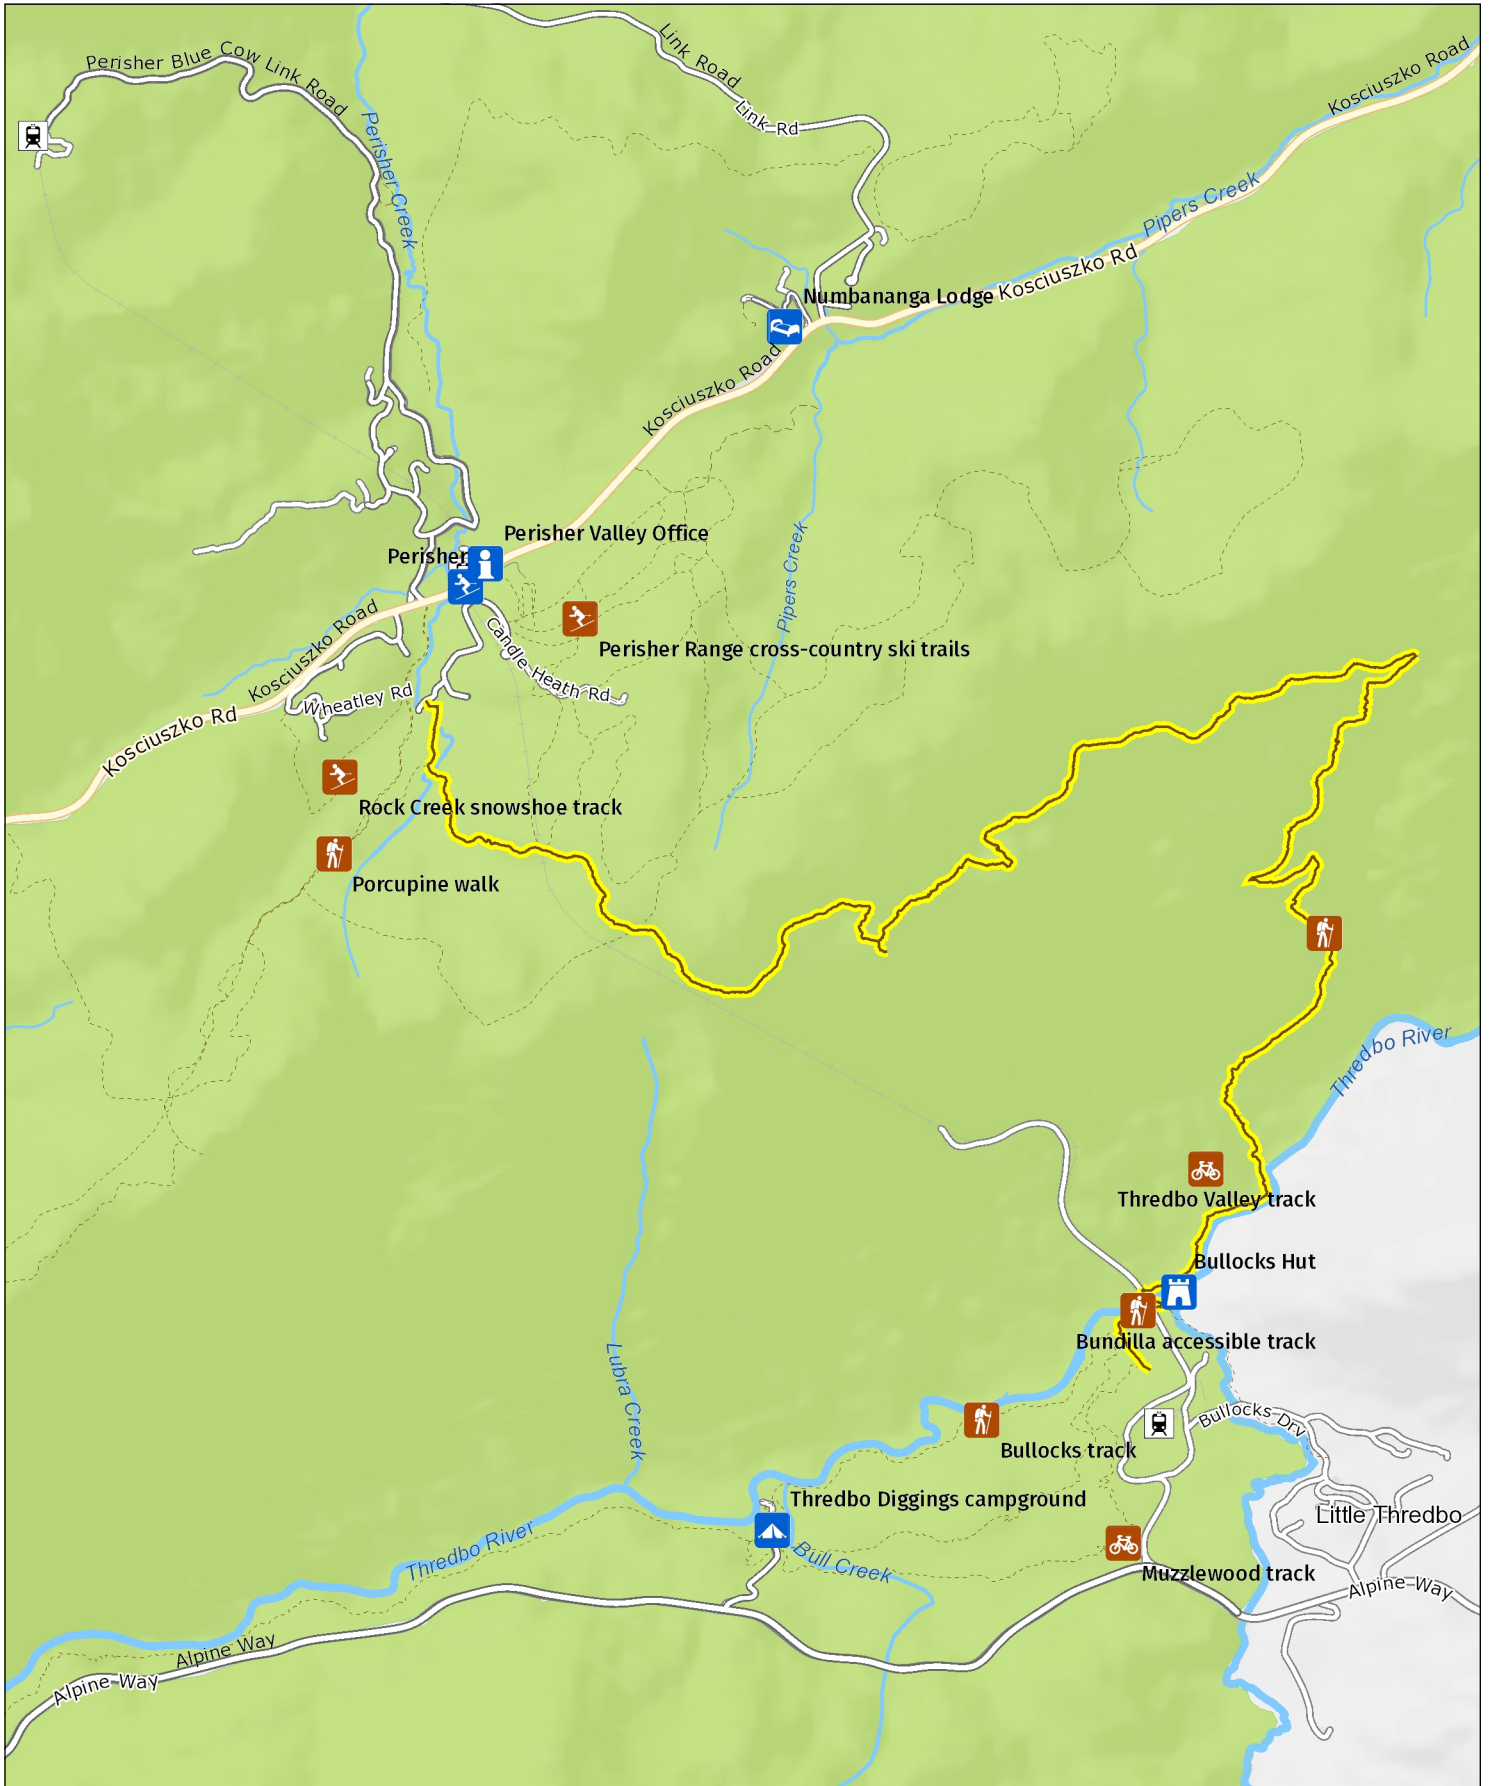 Perisher Blue Cow Link Road
Link Road
Link Rd
Kosciuszko Road
Perisher Creek
Pipers Creek
Kosciuszko Rd
Numbananga Lodge
Kosciuszko Road
Perisher Valley Office
Perisher
Pipers Creek
Kosciuszko Road
Candle Heath Rd
Perisher Range cross-country ski trails
Wheatley Rd
Kosciuszko Rd
Rock Creek snowshoe track
Porcupine walk
Thredbo River
Thredbo Valley track
Bullocks Hut
Bundilla accessible track
Lubra Creek
Bullocks Drv
Bullocks track
Thredbo Diggings campground
Little Thredbo
Thredbo River
Bull Creek
Muzzlewood track
Alpine Way
Alpine Way
Alpine Way